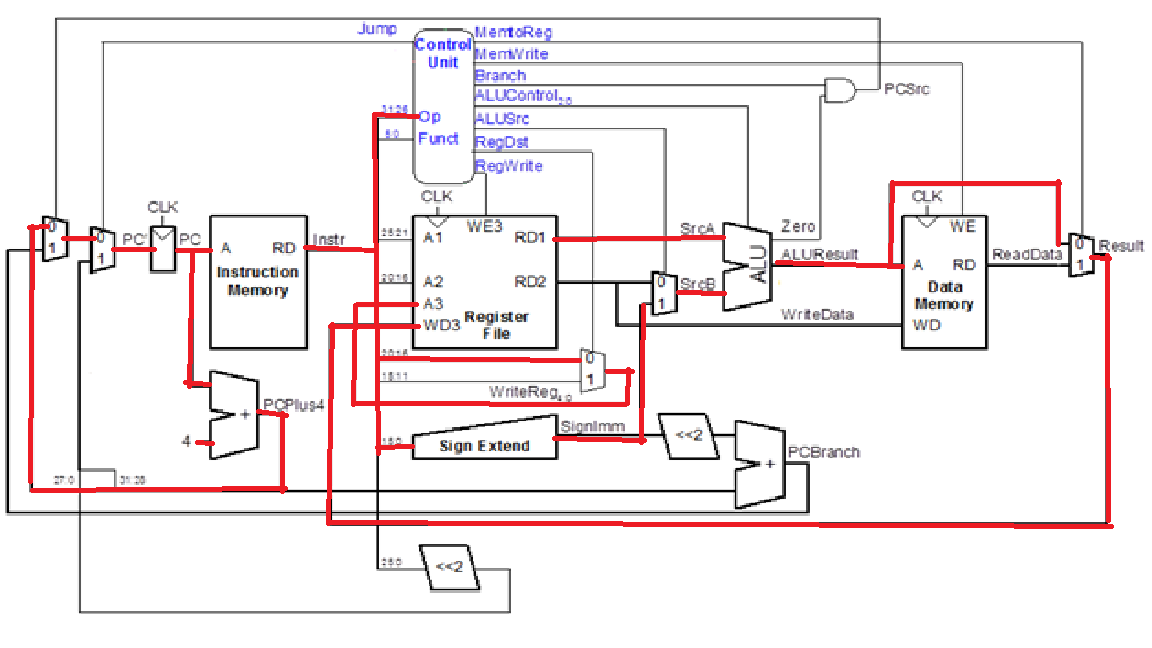 Jump
MemtoReg
Control
Unit
MemWrite
Branch
PCSrc
ALUControl2:0
31:26
Op
ALUSrc
5:0
Funct
RegDst
RegWrite
CLK
CLK
CLK
0
1
0
1
PC'
PC
A
RD
Instr
Instruction
Memory
25:21
A1
WE3
RD1
SrcA
Zero
ALU
ALUResult
WE
A
RD
ReadData
0
1
Result
Data
Memory
20:16
A2
RD2
0
1
SrcB
A3
WD3
Register
File
WriteData
WD
20:16
0
15:11
1
WriteReg4:0
PCPlus4
+
4
SignImm
15:0
Sign Extend
<<2
+
PCBranch
27:0
31:28
25:0
<<2